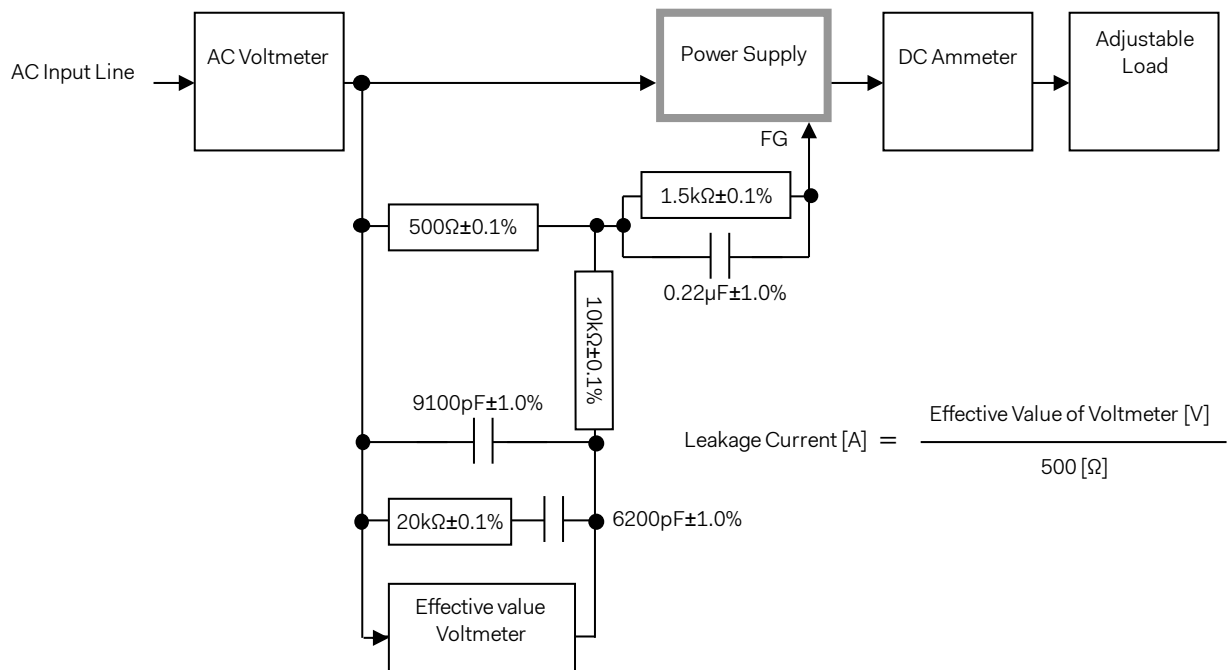 AC Input Line
AC Voltmeter
Power Supply
DC Ammeter
Adjustable
Load
FG
1.5kΩ±0.1%
500Ω±0.1%
0.22µF±1.0%
10kΩ±0.1%
9100pF±1.0%
Leakage Current [A] =
Effective Value of Voltmeter [V]
500 [Ω]
20kΩ±0.1%
6200pF±1.0%
Effective value
Voltmeter